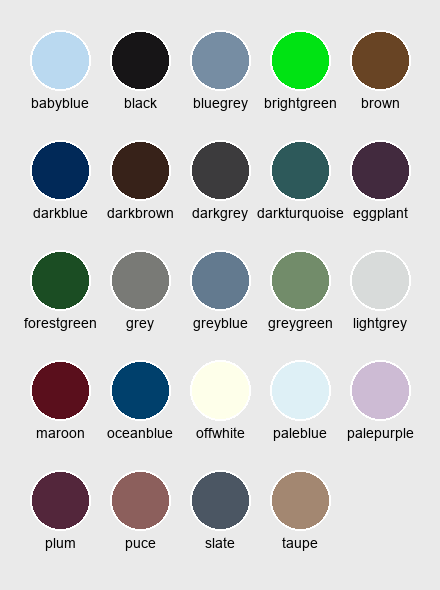 babyblue black bluegrey brightgreen brown
darkblue darkbrown darkgrey darkturquoise eggplant
forestgreen grey greyblue greygreen lightgrey
maroon oceanblue offwhite paleblue palepurple
plum puce slate taupe